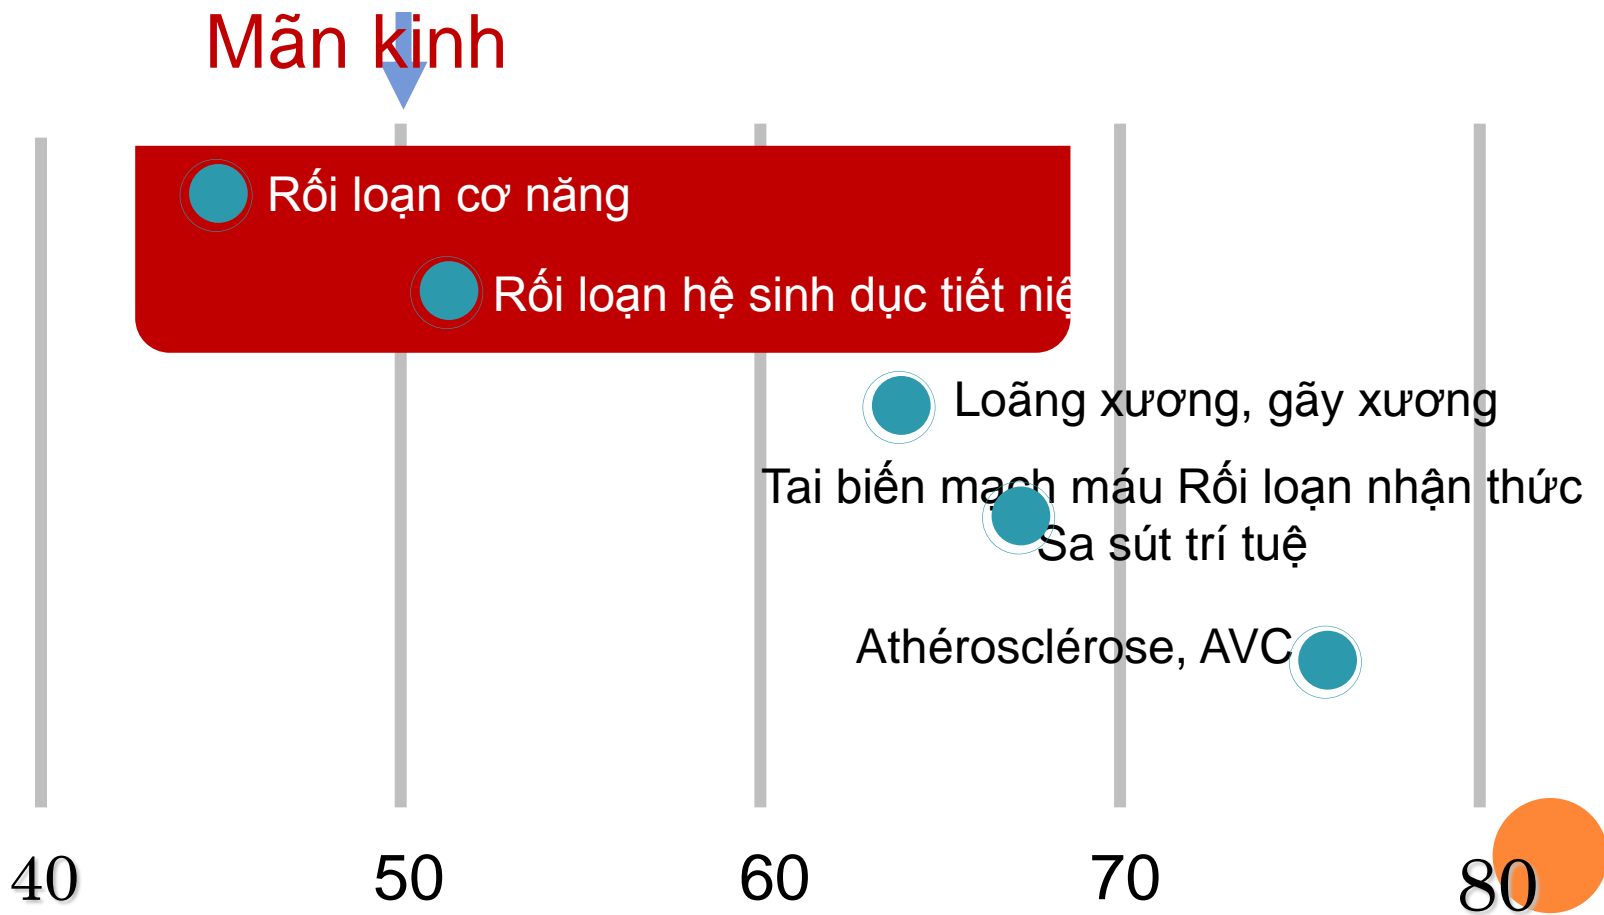 Mãn kinh
Rối loạn cơ năng
Rối loạn hệ sinh dục tiết
Loãng xương, gãy xương
Tai biến mạch máu Rối loạn nhận thức
Sa sút trí tuệ
Athérosclérose, AVC
40 50 60 70 80